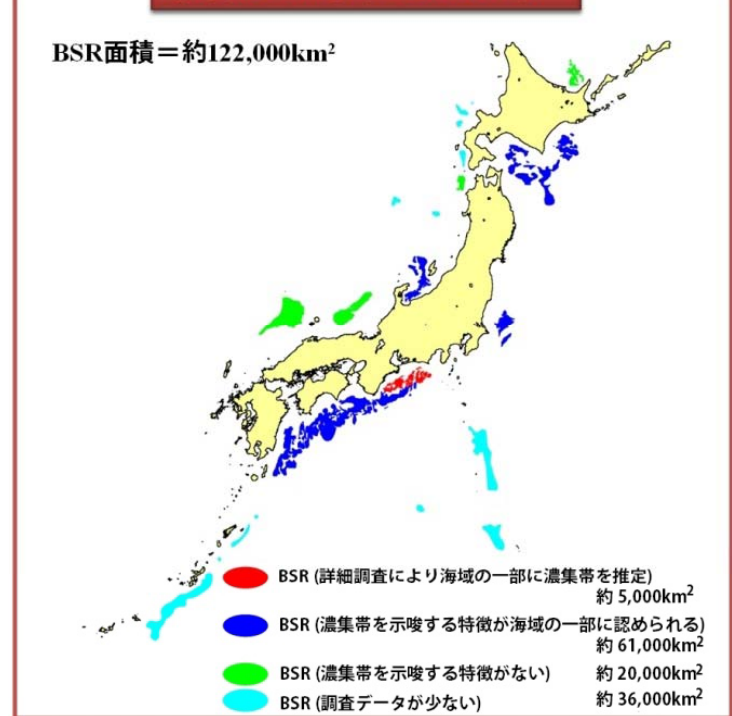 BSR面積＝約122,000km²
BSR (詳細調査により海域の一部に濃集帯を推定)
約 5,000km²
BSR (濃集帯を示唆する特徴が海域の一部に認められる)
約 61,000km²
BSR (濃集帯を示唆する特徴がない) 約 20,000km²
BSR (調査データが少ない) 約 36,000km²